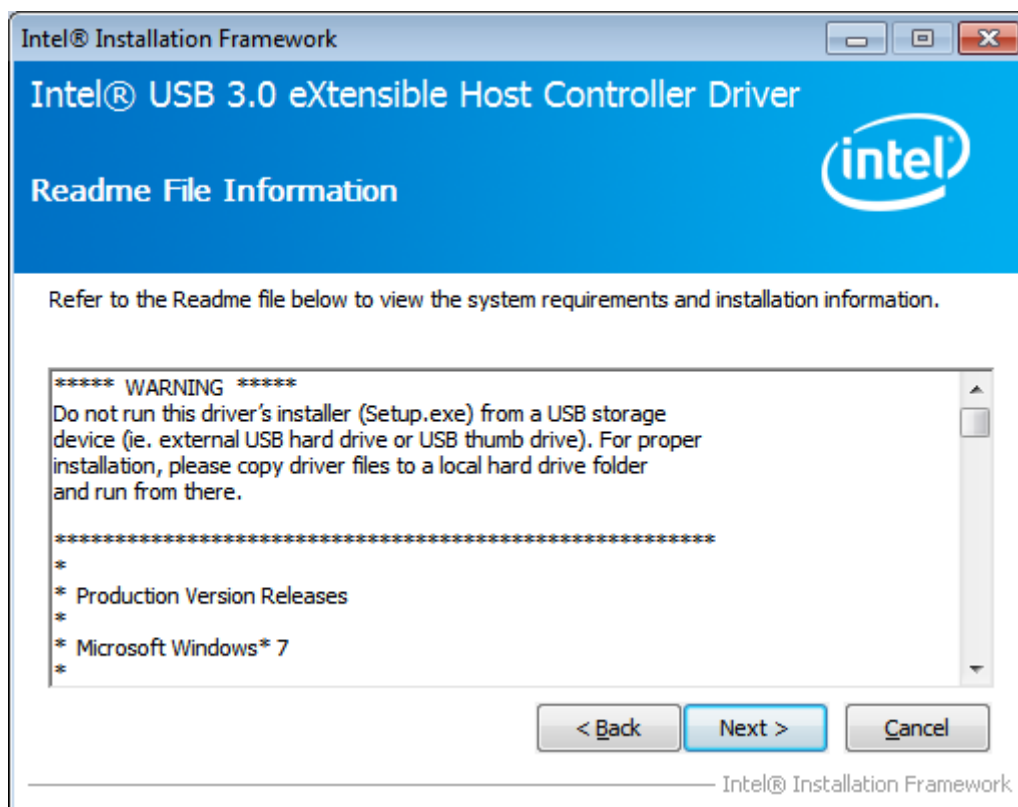 Intel® Installation Framework
Intel® USB 3.0 eXtensible Host Controller Driver
intel
Readme File Information
Refer to the Readme file below to view the system requirements and installation information.
***** WARNING *****
Do not run this driver's installer (Setup.exe) from a USB storage
device (ie. external USB hard drive or USB thumb drive). For proper
installation, please copy driver files to a local hard drive folder
and run from there.
*******************************************************
*
* Production Version Releases
*
* Microsoft Windows* 7
*
< Back Next > Cancel
Intel® Installation Framework